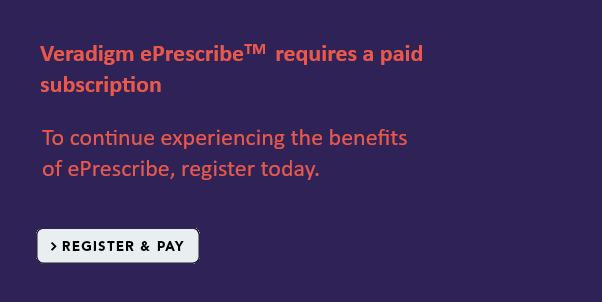 Veradigm ePrescribe™ requires a paid
subscription
To continue experiencing the benefits
of ePrescribe, register today.
> REGISTER & PAY